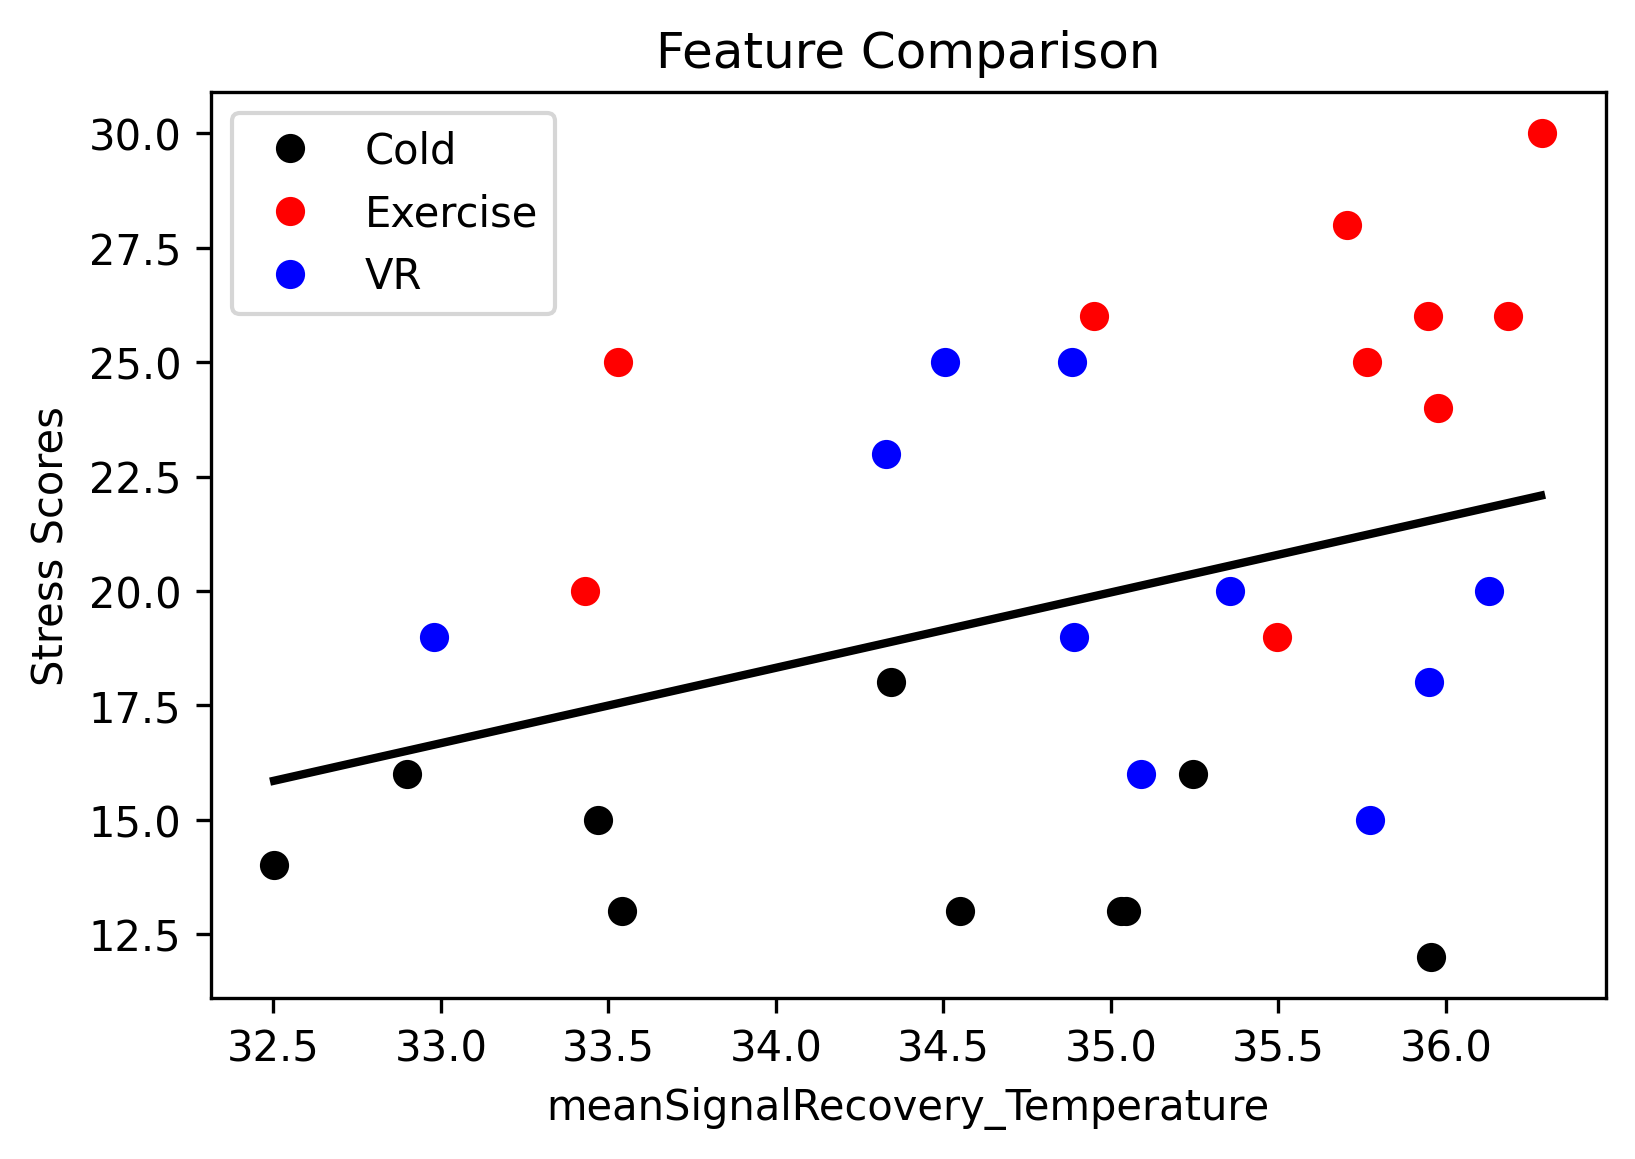 Feature Comparison
Cold
Exercise
VR
30.0
27.5
25.0
22.5
20.0
17.5
15.0
12.5
Stress Scores
32.5 33.0 33.5 34.0 34.5 35.0 35.5 36.0
meanSignalRecovery_Temperature